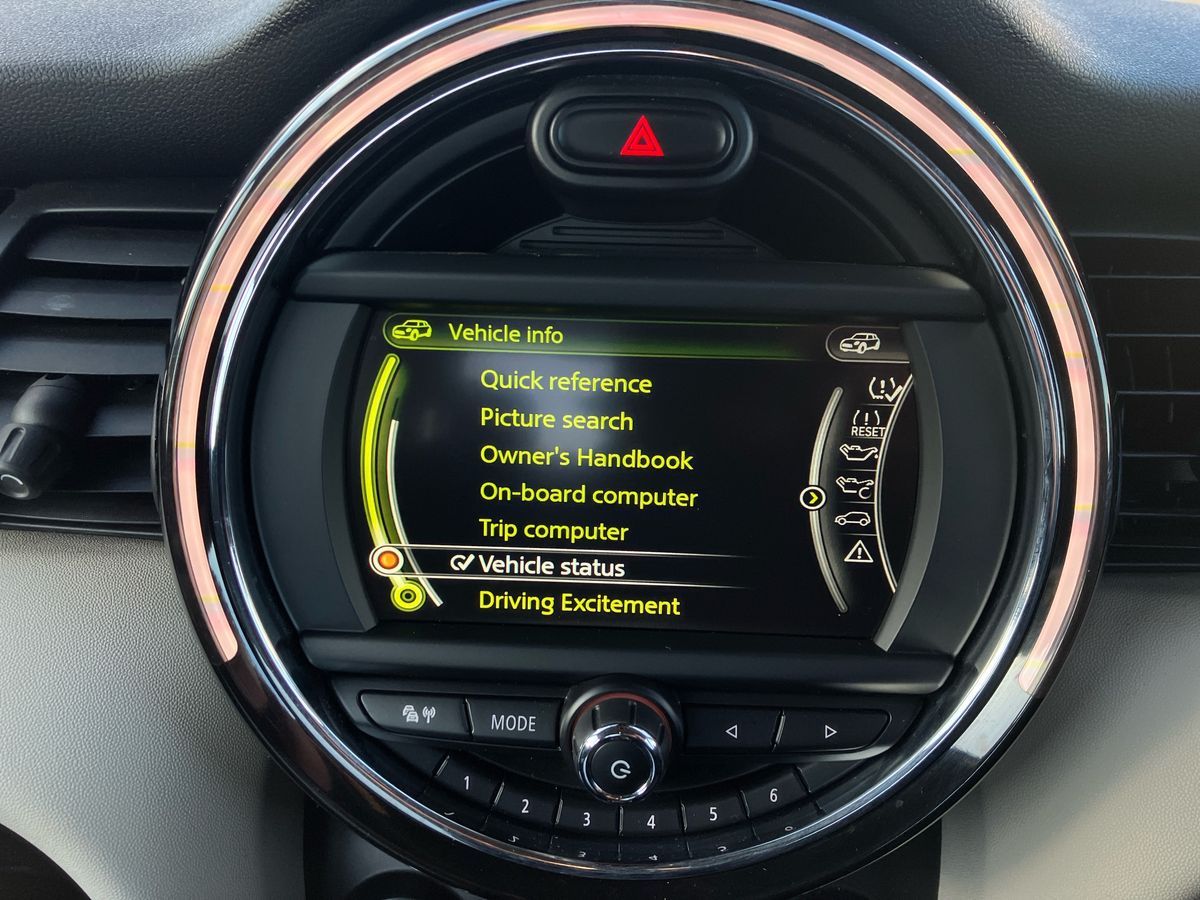 Vehicle info
Quick reference
Picture search
Owner's Handbook
On-board computer
Trip computer
Vehicle status
Driving Excitement
RESET
MODE
1 2 3 4 5 6